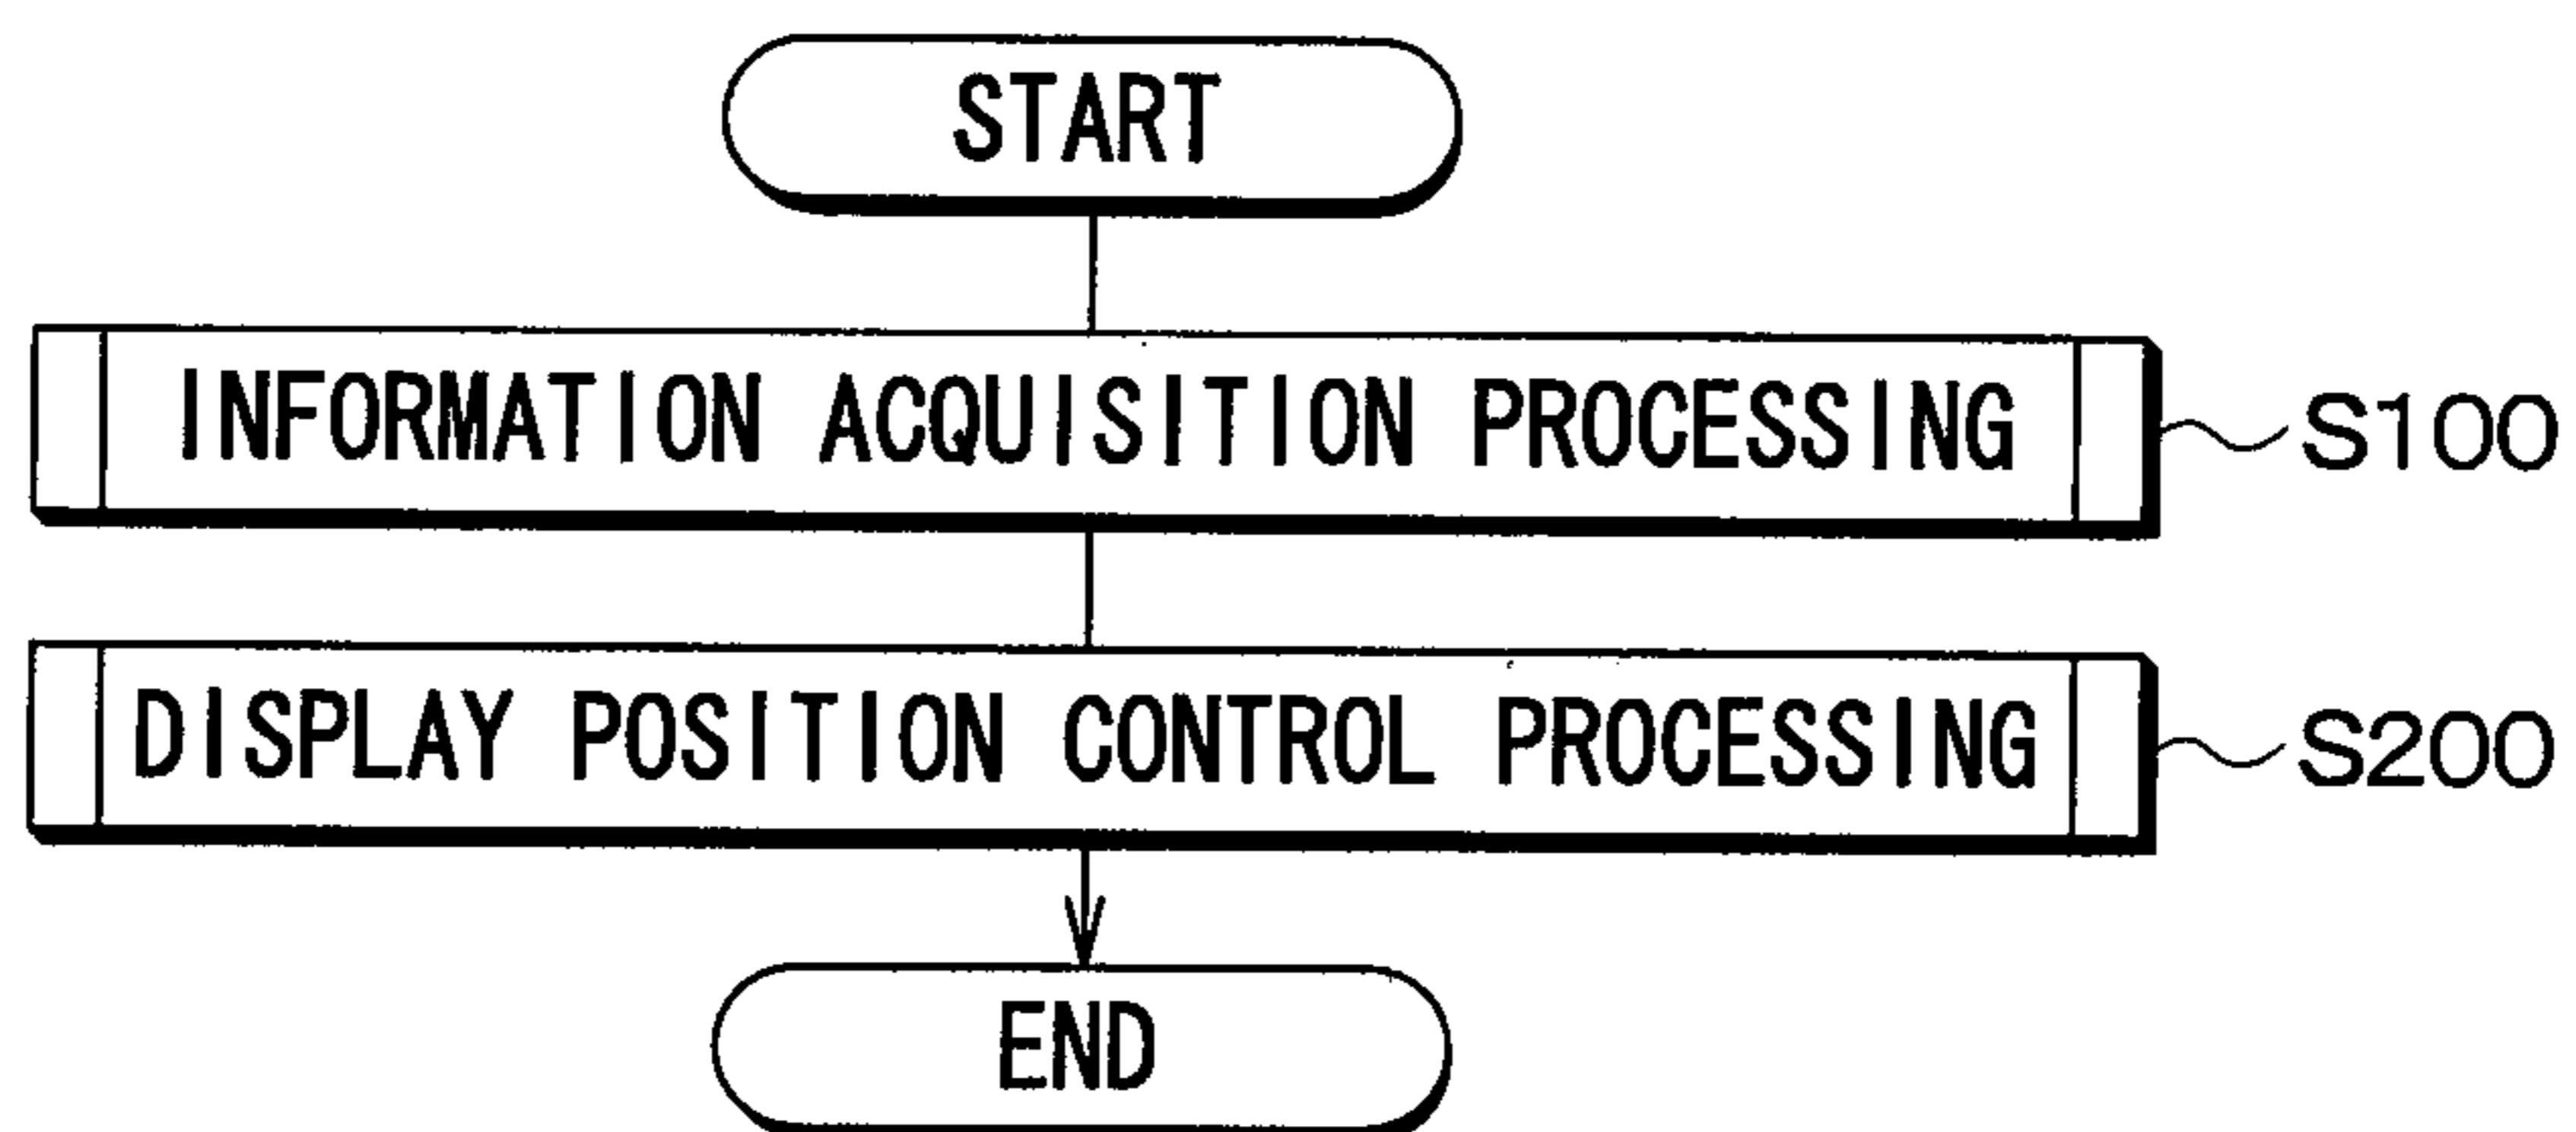 START
INFORMATION ACQUISITION PROCESSING S100
DISPLAY POSITION CONTROL PROCESSING S200
END